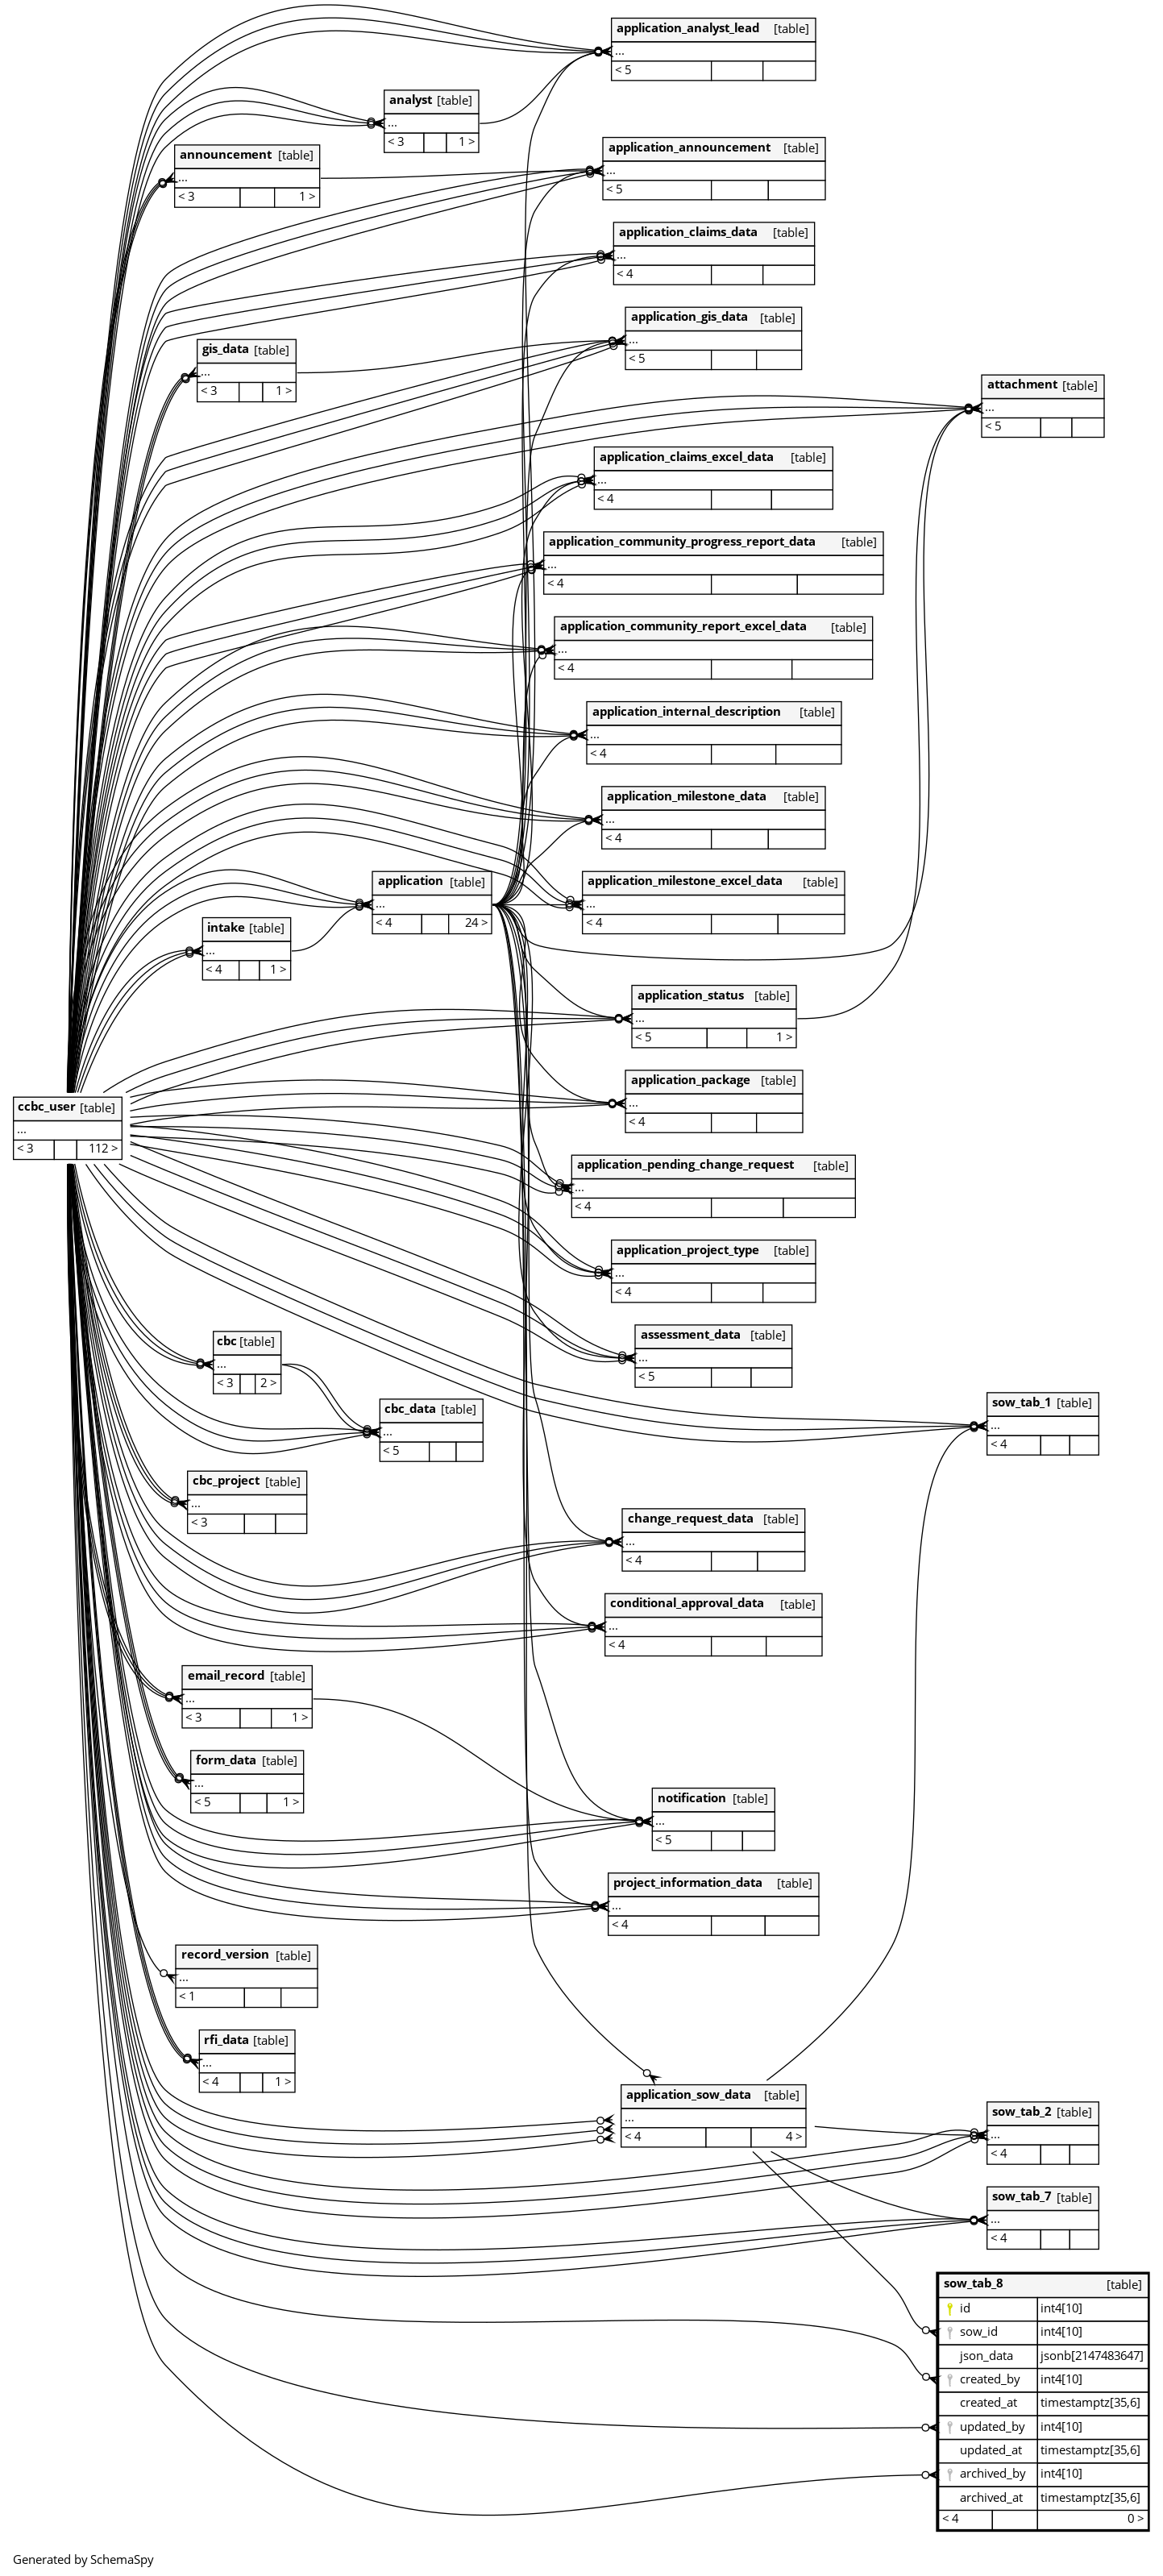 application_analyst_lead [table]
...
< 5
analyst [table]
...
< 3 1 >
announcement [table]
...
< 3 1 >
application_announcement [table]
...
< 5
application_claims_data [table]
...
< 4
application_gis_data [table]
...
< 5
gis_data [table]
...
< 3 1 >
attachment [table]
...
< 5
application_claims_excel_data [table]
...
< 4
application_community_progress_report_data [table]
...
< 4
application_community_report_excel_data [table]
...
< 4
application_internal_description [table]
...
< 4
application_milestone_data [table]
...
< 4
application [table]
...
< 4 24 >
application_milestone_excel_data [table]
...
< 4
intake [table]
...
< 4 1 >
application_status [table]
...
< 5 1 >
application_package [table]
...
< 4
ccbc_user [table]
...
< 3 112 >
application_pending_change_request [table]
...
< 4
application_project_type [table]
...
< 4
assessment_data [table]
...
< 5
cbc [table]
...
< 3 2 >
cbc_data [table]
...
< 5
sow_tab_1 [table]
...
< 4
cbc_project [table]
...
< 3
change_request_data [table]
...
< 4
conditional_approval_data [table]
...
< 4
email_record [table]
...
< 3 1 >
form_data [table]
...
< 5 1 >
notification [table]
...
< 5
project_information_data [table]
...
< 4
record_version [table]
...
< 1
rfi_data [table]
...
< 4 1 >
application_sow_data [table]
...
< 4 4 >
sow_tab_2 [table]
...
< 4
sow_tab_7 [table]
...
< 4
sow_tab_8 [table]
id int4[10]
sow_id int4[10]
json_data jsonb[2147483647]
created_by int4[10]
created_at timestamptz[35,6]
updated_by int4[10]
updated_at timestamptz[35,6]
archived_by int4[10]
archived_at timestamptz[35,6]
< 4 0 >
Generated by SchemaSpy